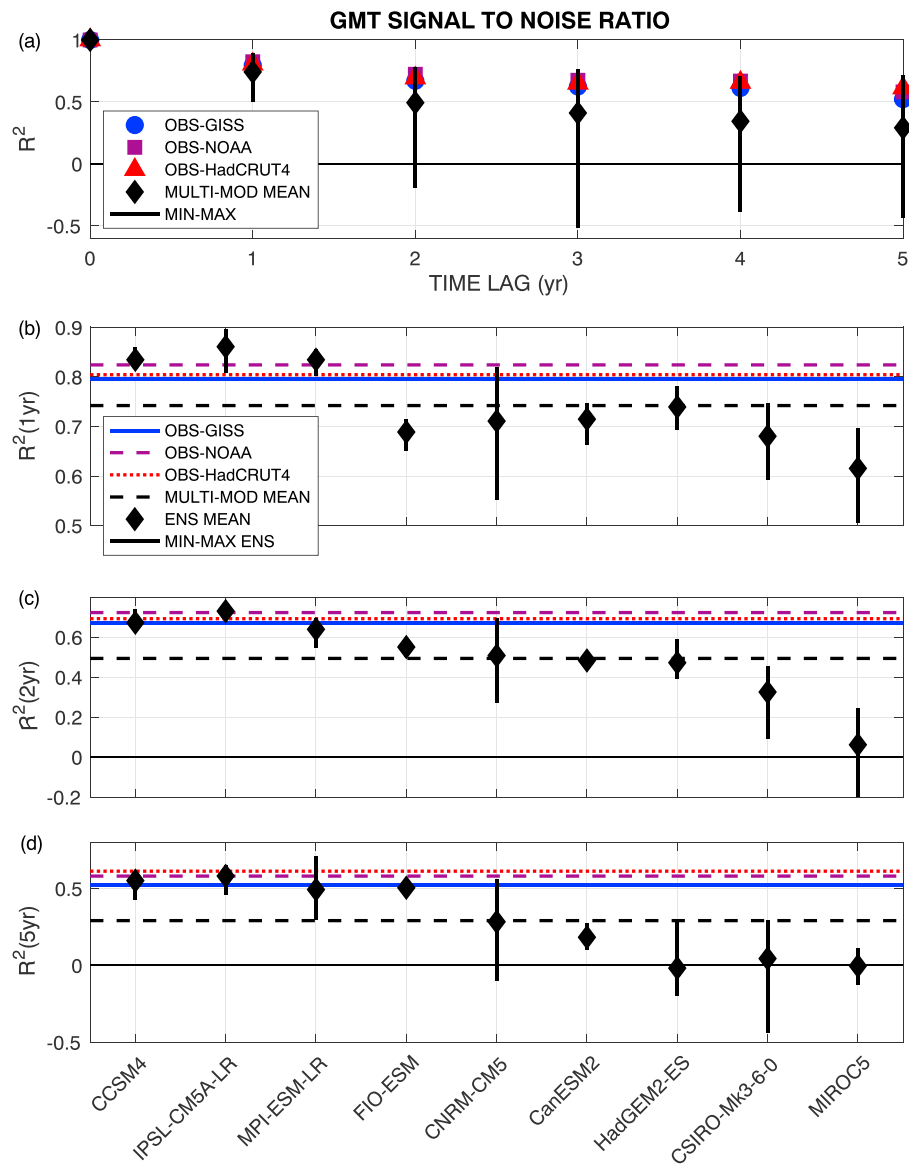 GMT SIGNAL TO NOISE RATIO
(a)
1
0.5
0
-0.5
R²
OBS-GISS
OBS-NOAA
OBS-HadCRUT4
MULTI-MOD MEAN
MIN-MAX
0 1 2 3 4 5
TIME LAG (yr)
(b)
0.9
0.8
0.7
0.6
0.5
R²(1yr)
OBS-GISS
OBS-NOAA
OBS-HadCRUT4
MULTI-MOD MEAN
ENS MEAN
MIN-MAX ENS
(c)
0.6
0.4
0.2
0
-0.2
R²(2yr)
(d)
0.5
0
-0.5
R²(5yr)
CCSM4
IPSL-CM5A-LR
MPI-ESM-LR
FIO-ESM
CNRM-CM5
CanESM2
HadGEM2-ES
CSIRO-Mk3-6-0
MIROC5